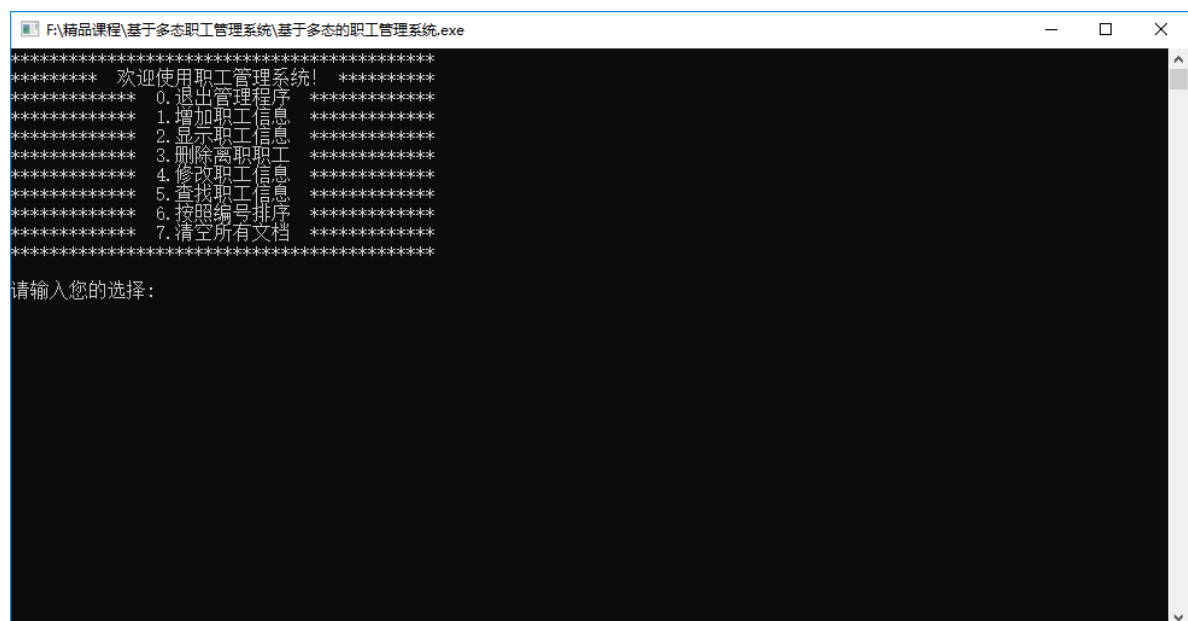 F:\精品课程\基于多态职工管理系统\基于多态的职工管理系统.exe
********************************************
*********  欢迎使用职工管理系统!  **********
*************  0.退出管理程序  *************
*************  1.增加职工信息  *************
*************  2.显示职工信息  *************
*************  3.删除离职职工  *************
*************  4.修改职工信息  *************
*************  5.查找职工信息  *************
*************  6.按照编号排序  *************
*************  7.清空所有文档  *************
********************************************
请输入您的选择: